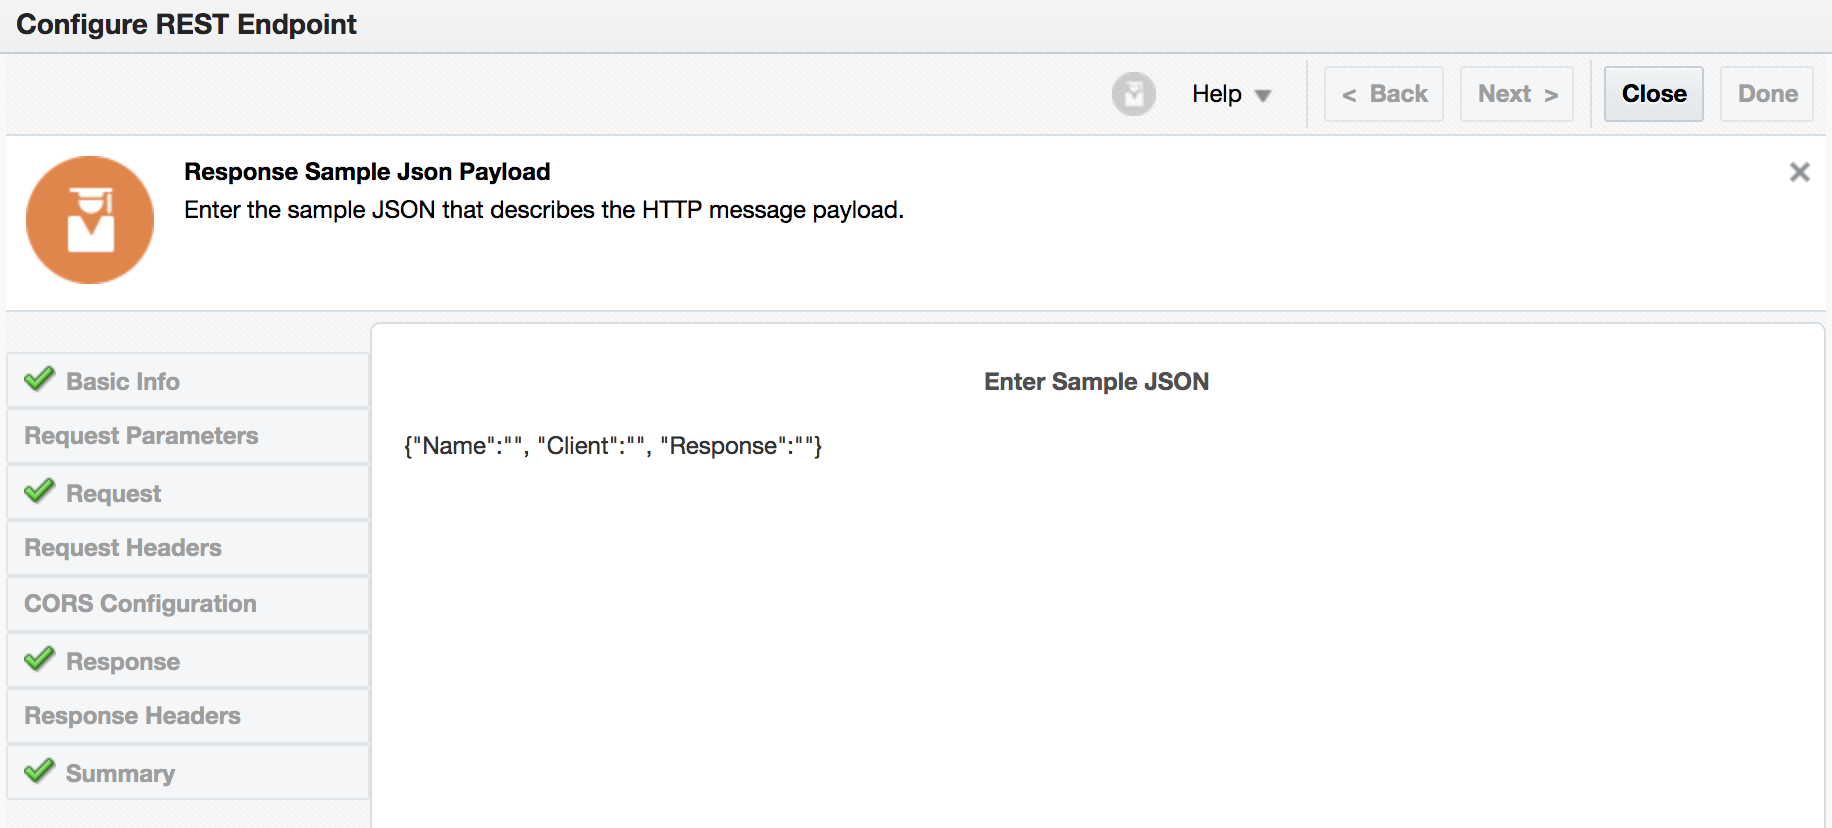 Configure REST Endpoint
Help
< Back
Next >
Close
Done
Response Sample Json Payload
Enter the sample JSON that describes the HTTP message payload.
Basic Info
Request Parameters
Request
Request Headers
CORS Configuration
Response
Response Headers
Summary
Enter Sample JSON
{"Name":"", "Client":"", "Response":""}